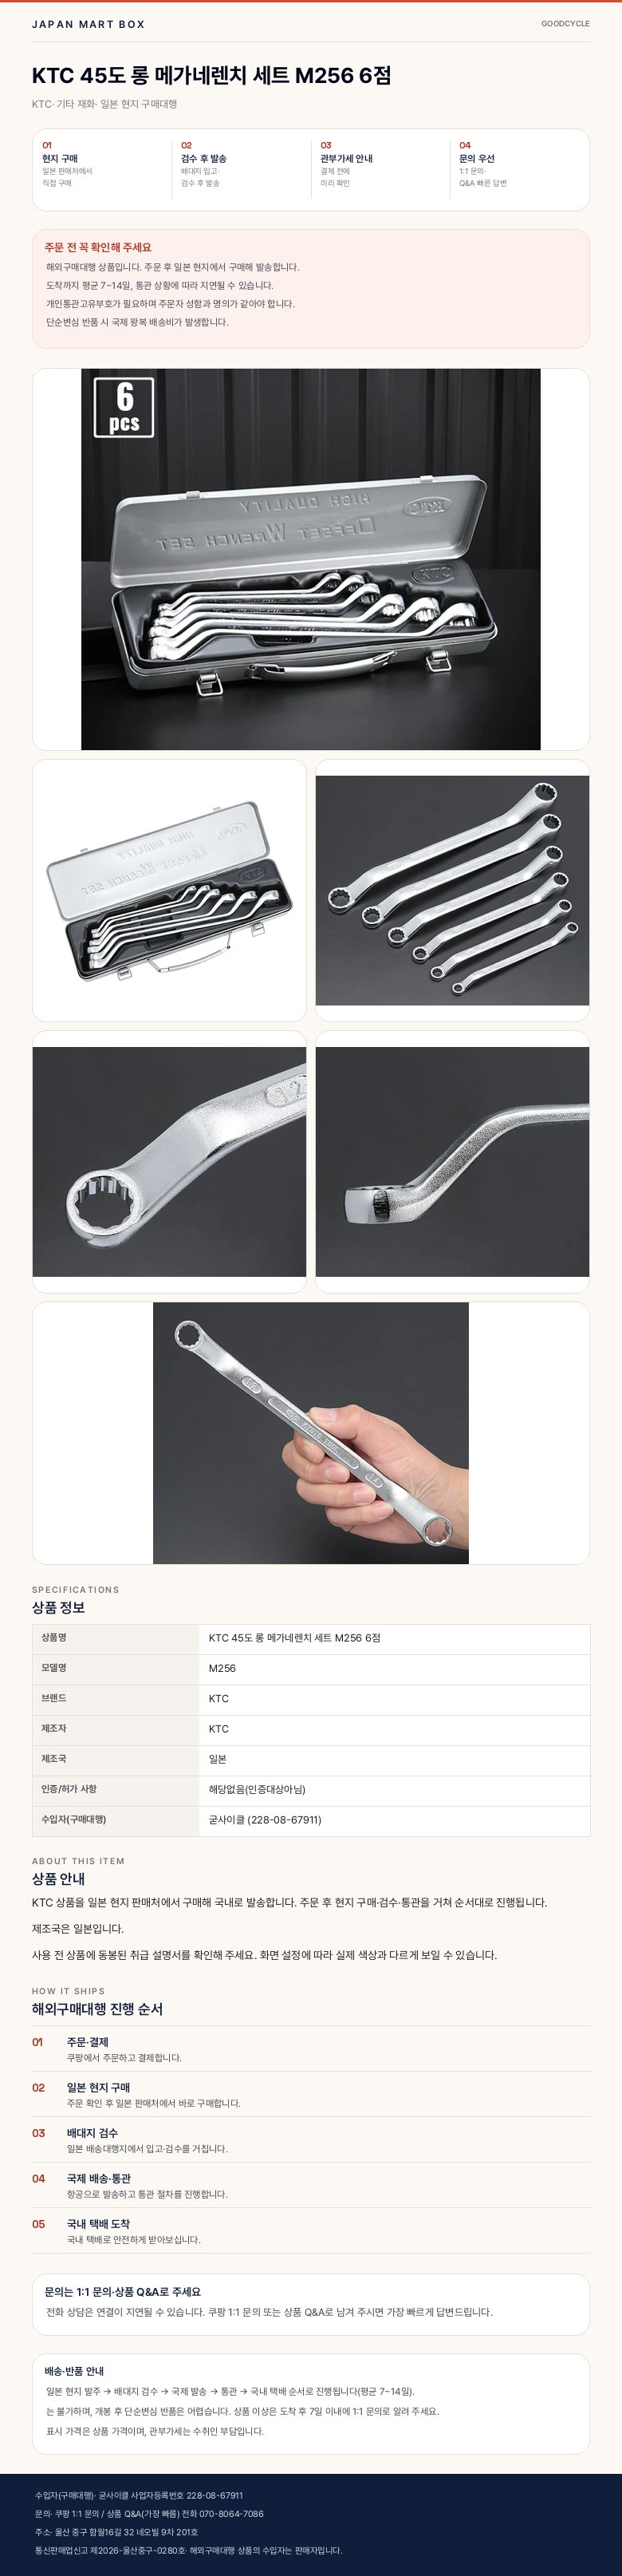 JAPAN MART BOX
GOODCYCLE
KTC 45도 롱 메가네렌치 세트 M256 6점
KTC· 기타 재화· 일본 현지 구매대행
01
현지 구매
일본 판매처에서
직접 구매
02
검수 후 발송
배대지 입고·
검수 후 발송
03
관부가세 안내
결제 전에
미리 확인
04
문의 우선
1:1 문의·
Q&A 빠른 답변
주문 전 꼭 확인해 주세요
해외구매대행 상품입니다. 주문 후 일본 현지에서 구매해 발송합니다.
도착까지 평균 7~14일, 통관 상황에 따라 지연될 수 있습니다.
개인통관고유부호가 필요하며 주문자 성함과 명의가 같아야 합니다.
단순변심 반품 시 국제 왕복 배송비가 발생합니다.
6
pcs
HIGH QUALITY
OFFSET WRENCH SET
KTC
KTC
12
12
SPECIFICATIONS
상품 정보
상품명 KTC 45도 롱 메가네렌치 세트 M256 6점
모델명 M256
브랜드 KTC
제조자 KTC
제조국 일본
인증/허가 사항 해당없음(인증대상아님)
수입자(구매대행) 굳사이클 (228-08-67911)
ABOUT THIS ITEM
상품 안내
KTC 상품을 일본 현지 판매처에서 구매해 국내로 발송합니다. 주문 후 현지 구매·검수·통관을 거쳐 순서대로 진행됩니다.
제조국은 일본입니다.
사용 전 상품에 동봉된 취급 설명서를 확인해 주세요. 화면 설정에 따라 실제 색상과 다르게 보일 수 있습니다.
HOW IT SHIPS
해외구매대행 진행 순서
01 주문·결제
쿠팡에서 주문하고 결제합니다.
02 일본 현지 구매
주문 확인 후 일본 판매처에서 바로 구매합니다.
03 배대지 검수
일본 배송대행지에서 입고·검수를 거칩니다.
04 국제 배송·통관
항공으로 발송하고 통관 절차를 진행합니다.
05 국내 택배 도착
국내 택배로 안전하게 받아보십니다.
문의는 1:1 문의·상품 Q&A로 주세요
전화 상담은 연결이 지연될 수 있습니다. 쿠팡 1:1 문의 또는 상품 Q&A로 남겨 주시면 가장 빠르게 답변드립니다.
배송·반품 안내
일본 현지 발주 → 배대지 검수 → 국제 발송 → 통관 → 국내 택배 순서로 진행됩니다(평균 7~14일).
는 불가하며, 개봉 후 단순변심 반품은 어렵습니다. 상품 이상은 도착 후 7일 이내에 1:1 문의로 알려 주세요.
표시 가격은 상품 가격이며, 관부가세는 수취인 부담입니다.
수입자(구매대행)· 굳사이클 사업자등록번호 228-08-67911
문의· 쿠팡 1:1 문의 / 상품 Q&A(가장 빠름) 전화 070-8064-7086
주소· 울산 중구 함월16길 32 네오빌 9차 201호
통신판매업신고 제2026-울산중구-0280호· 해외구매대행 상품의 수입자는 판매자입니다.